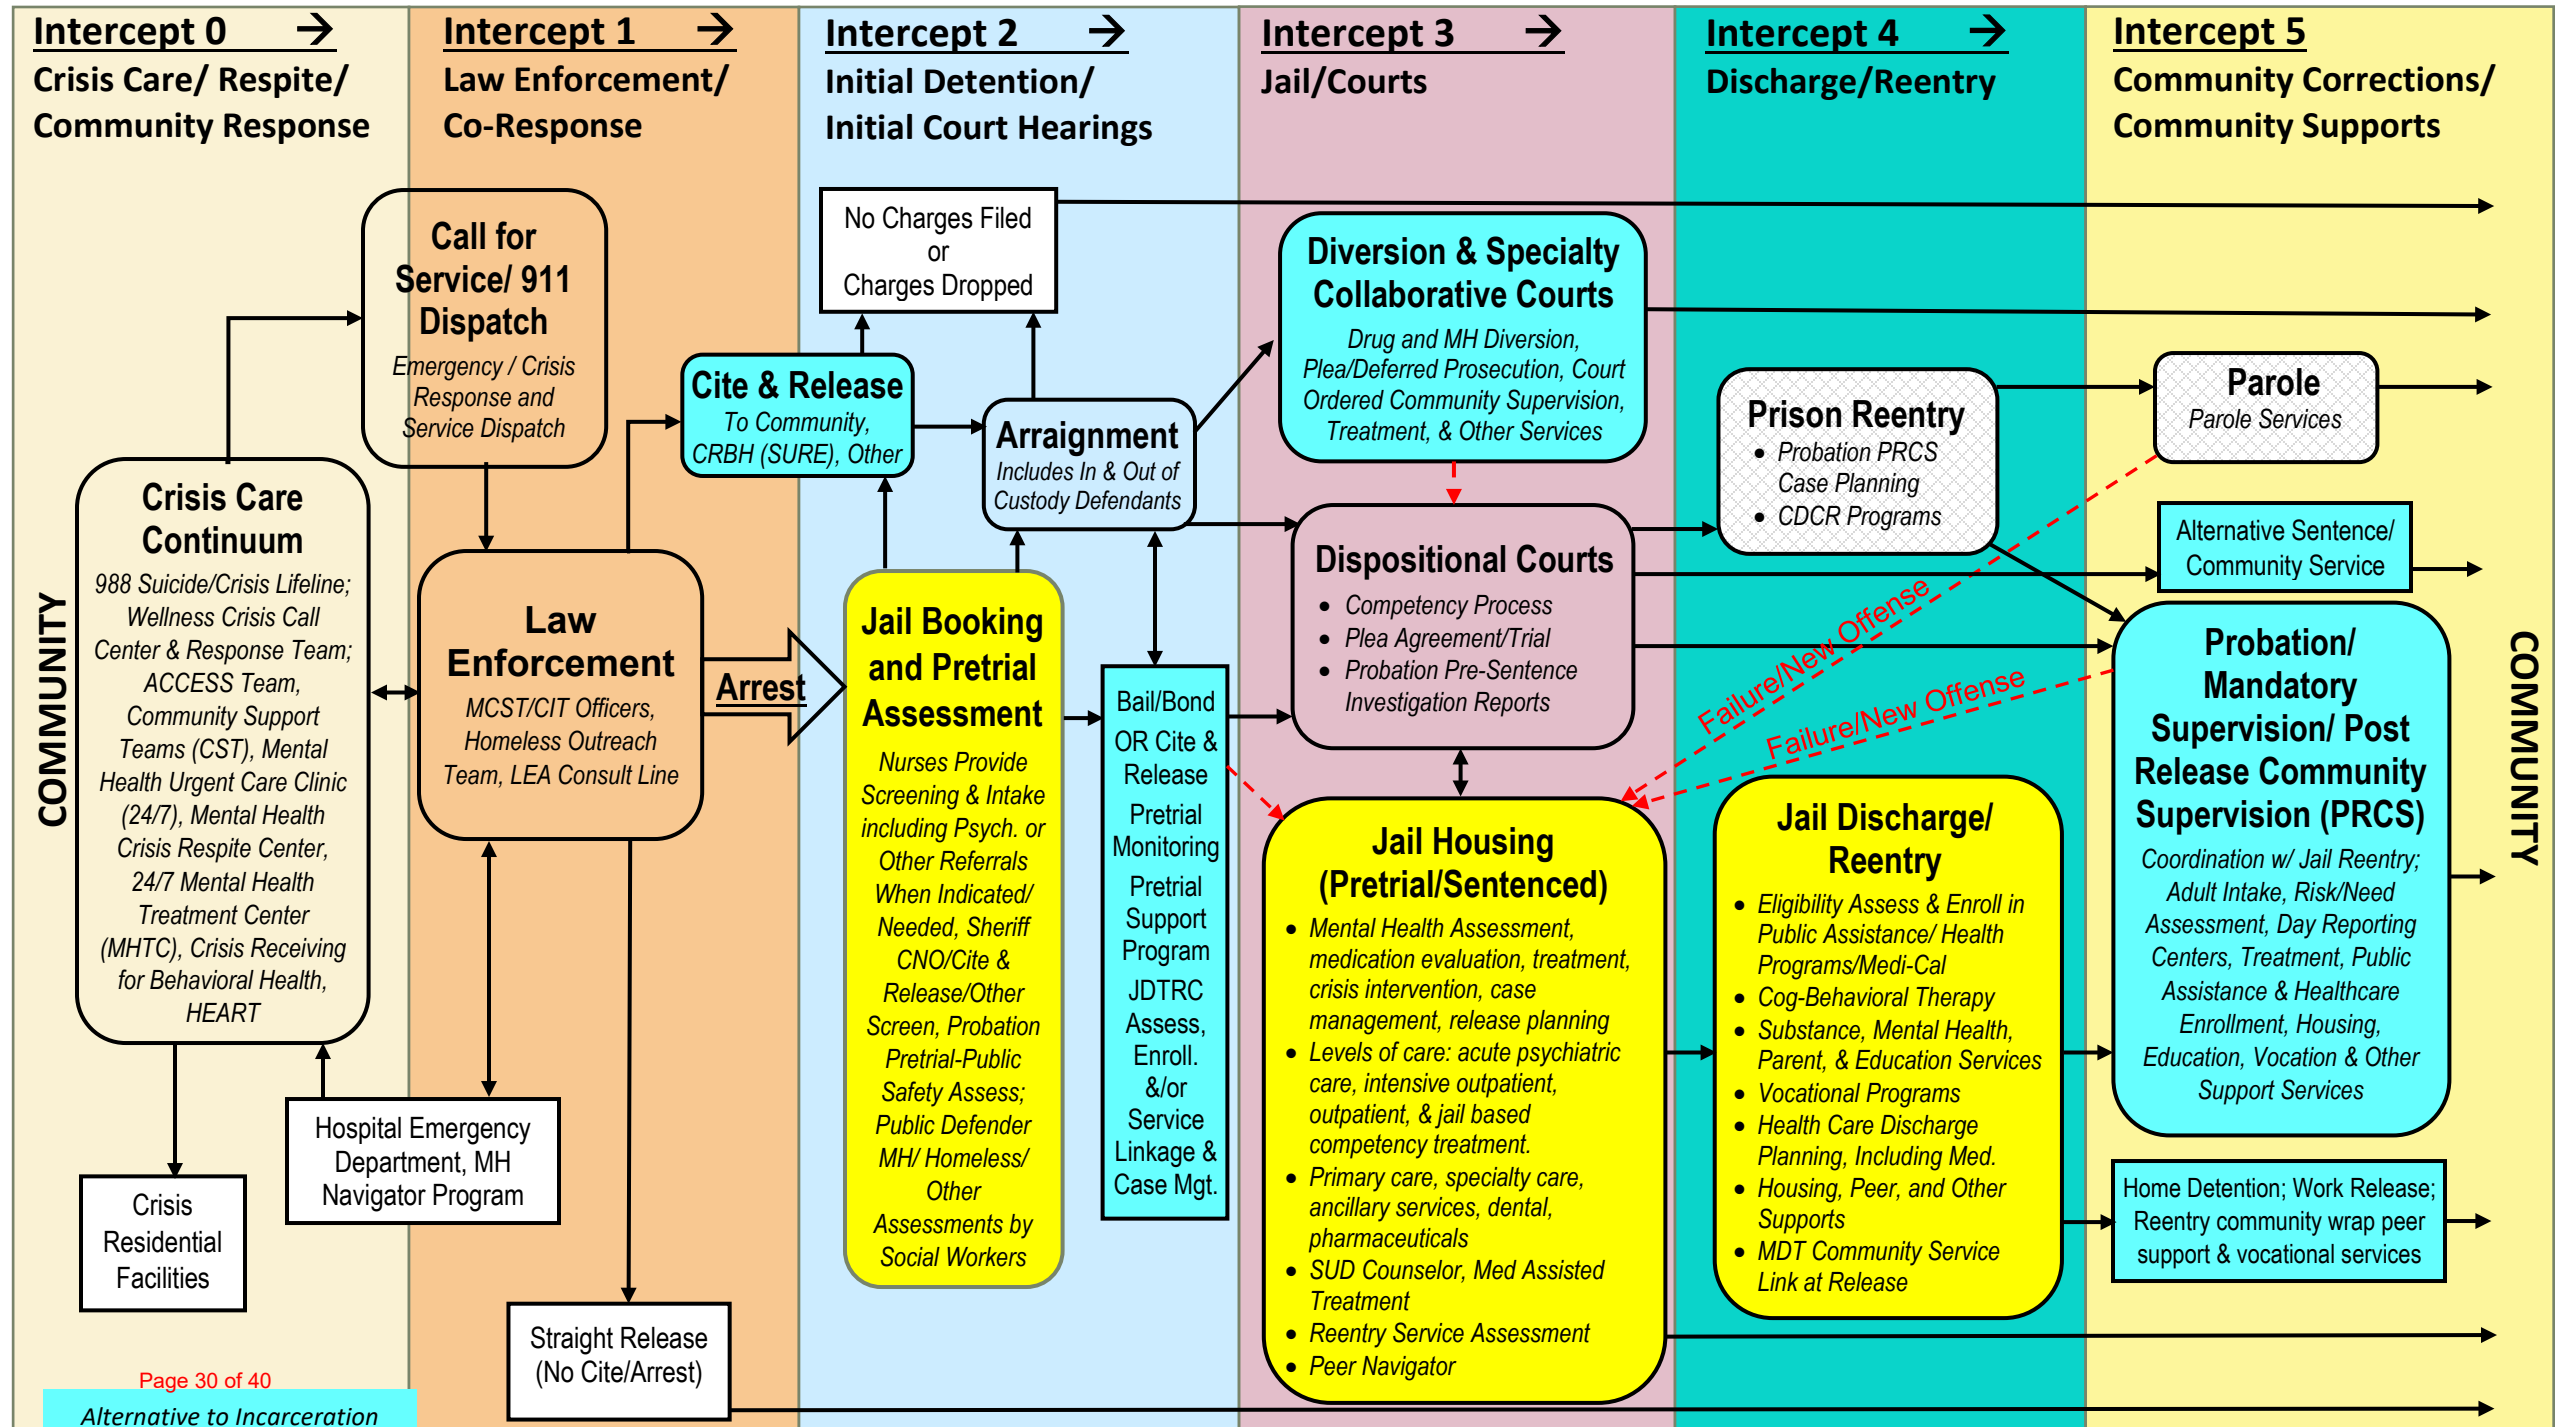 Intercept 0 →
Crisis Care/ Respite/
Community Response
Intercept 1 →
Law Enforcement/
Co-Response
Intercept 2 →
Initial Detention/
Initial Court Hearings
Intercept 3 →
Jail/Courts
Intercept 4 →
Discharge/Reentry
Intercept 5
Community Corrections/
Community Supports
COMMUNITY
Call for
Service/ 911
Dispatch
Emergency / Crisis
Response and
Service Dispatch
Crisis Care
Continuum
988 Suicide/Crisis Lifeline;
Wellness Crisis Call
Center & Response Team;
ACCESS Team,
Community Support
Teams (CST), Mental
Health Urgent Care Clinic
(24/7), Mental Health
Crisis Respite Center,
24/7 Mental Health
Treatment Center
(MHTC), Crisis Receiving
for Behavioral Health,
HEART
Crisis
Residential
Facilities
Hospital Emergency
Department, MH
Navigator Program
Law
Enforcement
MCST/CIT Officers,
Homeless Outreach
Team, LEA Consult Line
Arrest
Straight Release
(No Cite/Arrest)
No Charges Filed
or
Charges Dropped
Cite & Release
To Community,
CRBH (SURE), Other
Arraignment
Includes In & Out of
Custody Defendants
Jail Booking
and Pretrial
Assessment
Nurses Provide
Screening & Intake
including Psych. or
Other Referrals
When Indicated/
Needed, Sheriff
CNO/Cite &
Release/Other
Screen, Probation
Pretrial-Public
Safety Assess;
Public Defender
MH/ Homeless/
Other
Assessments by
Social Workers
Bail/Bond
OR Cite &
Release
Pretrial
Monitoring
Pretrial
Support
Program
JDTRC
Assess,
Enroll.
&/or
Service
Linkage &
Case Mgt.
Diversion & Specialty
Collaborative Courts
Drug and MH Diversion,
Plea/Deferred Prosecution, Court
Ordered Community Supervision,
Treatment, & Other Services
Dispositional Courts
• Competency Process
• Plea Agreement/Trial
• Probation Pre-Sentence
Investigation Reports
Jail Housing
(Pretrial/Sentenced)
• Mental Health Assessment,
medication evaluation, treatment,
crisis intervention, case
management, release planning
• Levels of care: acute psychiatric
care, intensive outpatient,
outpatient, & jail based
competency treatment.
• Primary care, specialty care,
ancillary services, dental,
pharmaceuticals
• SUD Counselor, Med Assisted
Treatment
• Reentry Service Assessment
• Peer Navigator
Prison Reentry
• Probation PRCS
Case Planning
• CDCR Programs
Failure/New Offense
Failure/New Offense
Jail Discharge/
Reentry
• Eligibility Assess & Enroll in
Public Assistance/ Health
Programs/Medi-Cal
• Cog-Behavioral Therapy
• Substance, Mental Health,
Parent, & Education Services
• Vocational Programs
• Health Care Discharge
Planning, Including Med.
• Housing, Peer, and Other
Supports
• MDT Community Service
Link at Release
Parole
Parole Services
Alternative Sentence/
Community Service
Probation/
Mandatory
Supervision/ Post
Release Community
Supervision (PRCS)
Coordination w/ Jail Reentry;
Adult Intake, Risk/Need
Assessment, Day Reporting
Centers, Treatment, Public
Assistance & Healthcare
Enrollment, Housing,
Education, Vocation & Other
Support Services
Home Detention; Work Release;
Reentry community wrap peer
support & vocational services
COMMUNITY
Page 30 of 40
Alternative to Incarceration